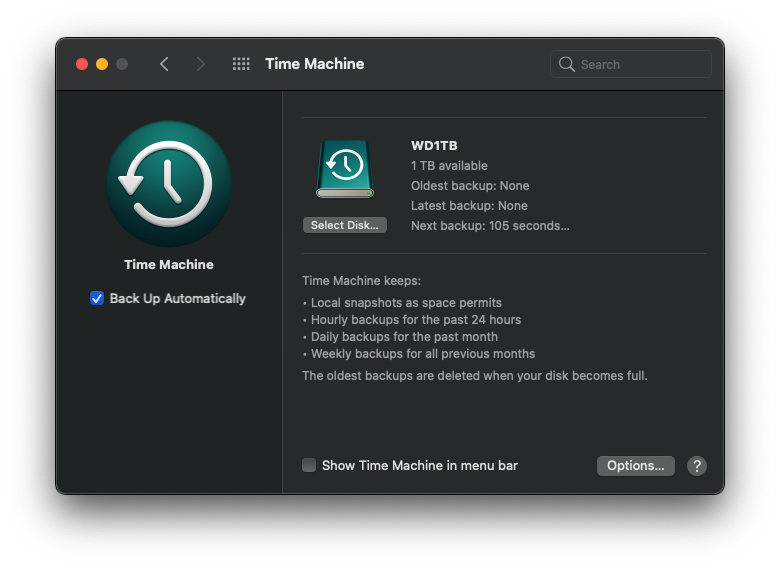 Time Machine
Search
Time Machine
Back Up Automatically
WD1TB
1 TB available
Oldest backup: None
Latest backup: None
Next backup: 105 seconds...
Select Disk...
Time Machine keeps:
• Local snapshots as space permits
• Hourly backups for the past 24 hours
• Daily backups for the past month
• Weekly backups for all previous months
The oldest backups are deleted when your disk becomes full.
Show Time Machine in menu bar
Options...
?